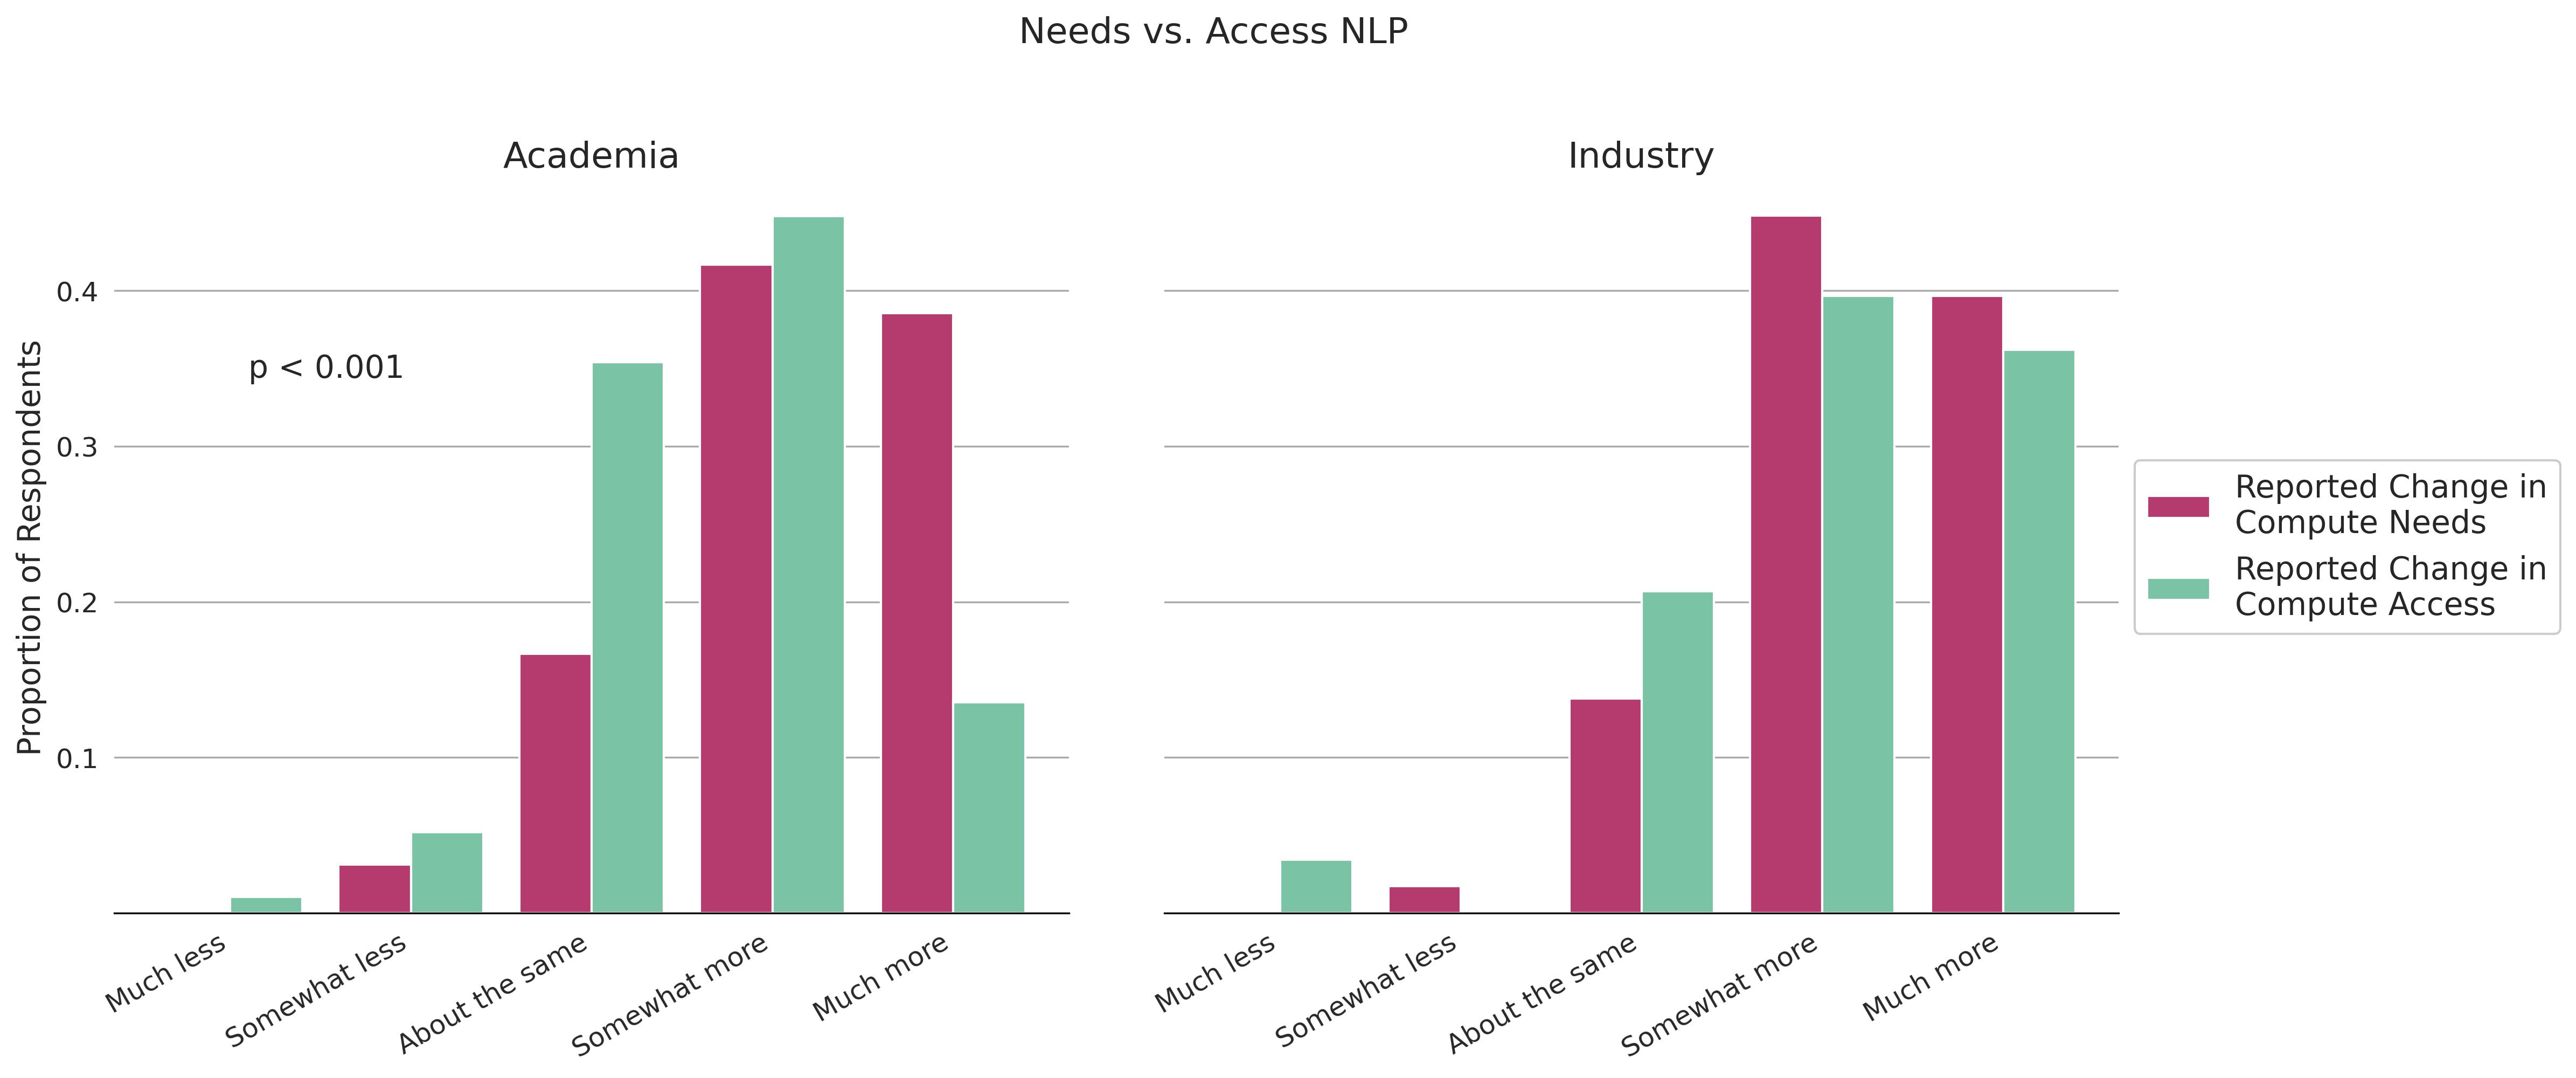 Needs vs. Access NLP
Academia
Industry
Proportion of Respondents
0.4
0.3
0.2
0.1
p < 0.001
Much less
Somewhat less
About the same
Somewhat more
Much more
Much less
Somewhat less
About the same
Somewhat more
Much more
Reported Change in
Compute Needs
Reported Change in
Compute Access